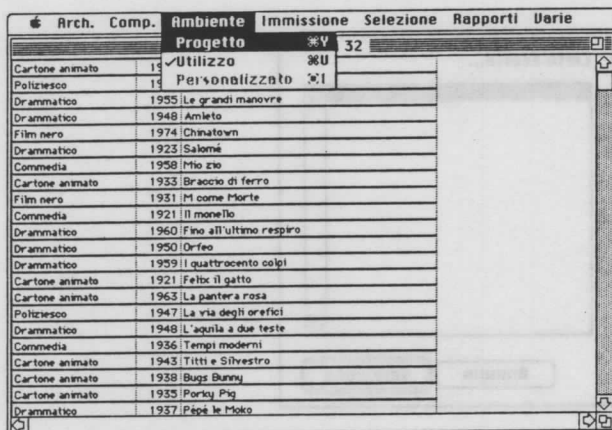 Arch. Comp. Ambiente Immissione Selezione Rapporti Varie
Progetto ⌘Y
32
✓Utilizzo ⌘U
Personalizzato ⌘I
Cartone animato 19
Poliziesco 19
Drammatico 1955 Le grandi manovre
Drammatico 1948 Amleto
Film nero 1974 Chinatown
Drammatico 1923 Salomé
Commedia 1958 Mio zio
Cartone animato 1933 Braccio di ferro
Film nero 1931 M come Morte
Commedia 1921 Il monello
Drammatico 1960 Fino all'ultimo respiro
Drammatico 1950 Orfeo
Drammatico 1959 I quattrocento colpi
Cartone animato 1921 Felix il gatto
Cartone animato 1963 La pantera rosa
Poliziesco 1947 La via degli orefici
Drammatico 1948 L'aquila a due teste
Commedia 1936 Tempi moderni
Cartone animato 1943 Titti e Silvestro
Cartone animato 1938 Bugs Bunny
Cartone animato 1935 Porky Pig
Drammatico 1937 Pépé le Moko